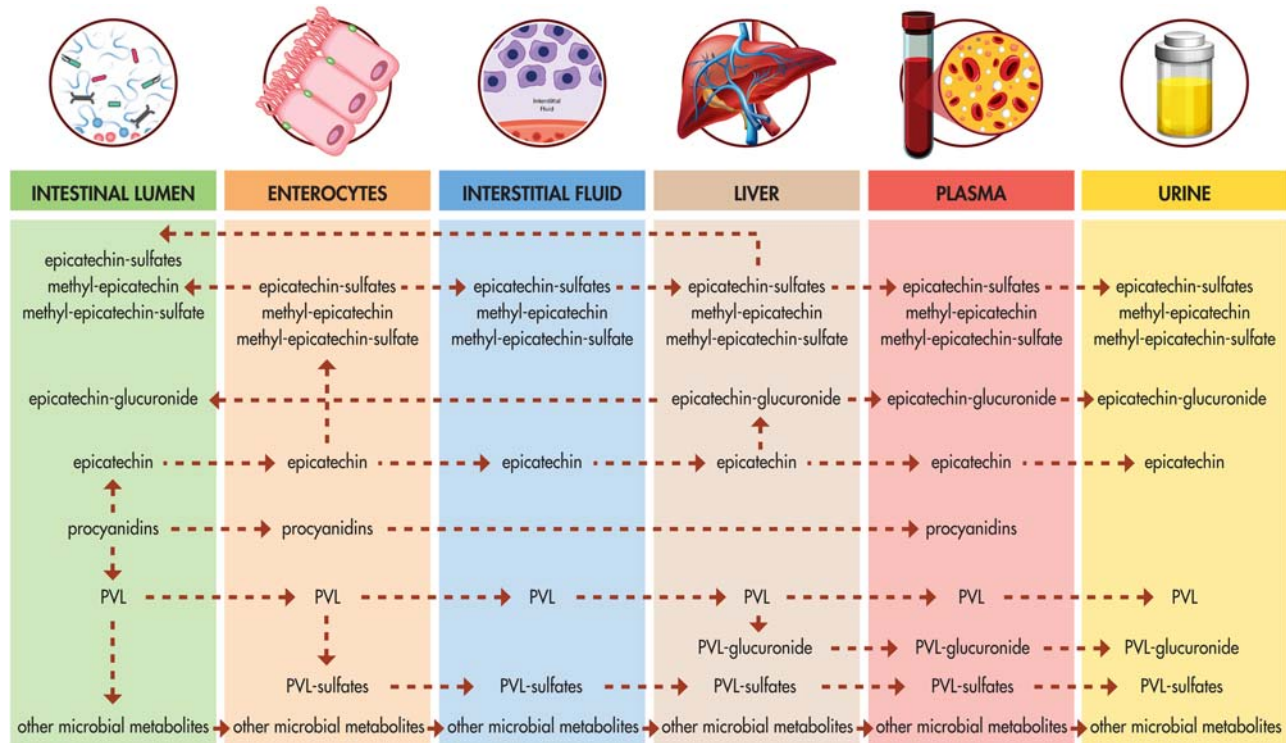 Interstitial
Fluid
INTESTINAL LUMEN ENTEROCYTES INTERSTITIAL FLUID LIVER PLASMA URINE
epicatechin-sulfates
methyl-epicatechin epicatechin-sulfates epicatechin-sulfates epicatechin-sulfates epicatechin-sulfates epicatechin-sulfates
methyl-epicatechin-sulfate methyl-epicatechin methyl-epicatechin methyl-epicatechin methyl-epicatechin methyl-epicatechin
methyl-epicatechin-sulfate methyl-epicatechin-sulfate methyl-epicatechin-sulfate methyl-epicatechin-sulfate methyl-epicatechin-sulfate
epicatechin-glucuronide epicatechin-glucuronide epicatechin-glucuronide epicatechin-glucuronide
epicatechin epicatechin epicatechin epicatechin epicatechin epicatechin
procyanidins procyanidins procyanidins
PVL PVL PVL PVL PVL PVL
PVL-glucuronide PVL-glucuronide PVL-glucuronide
PVL-sulfates PVL-sulfates PVL-sulfates PVL-sulfates PVL-sulfates
other microbial metabolites other microbial metabolites other microbial metabolites other microbial metabolites other microbial metabolites other microbial metabolites